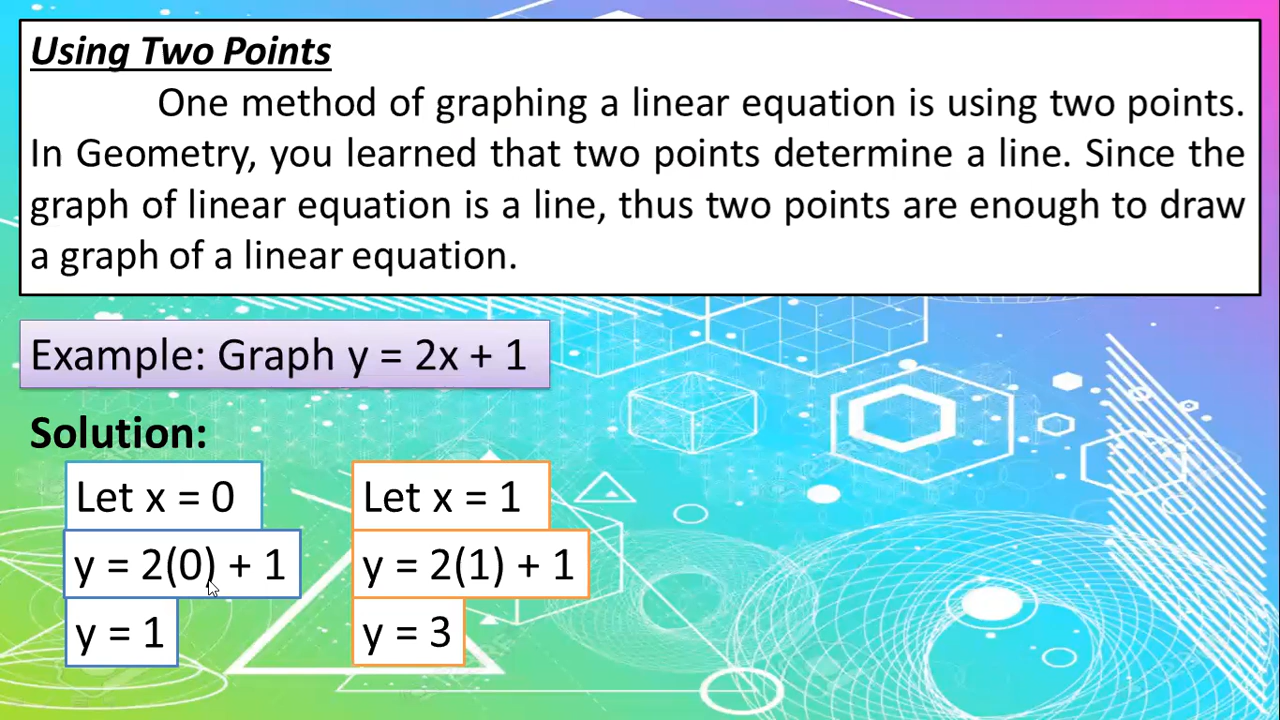 Using Two Points
One method of graphing a linear equation is using two points.
In Geometry, you learned that two points determine a line. Since the
graph of linear equation is a line, thus two points are enough to draw
a graph of a linear equation.
Example: Graph y = 2x + 1
Solution:
Let x = 0
y = 2(0) + 1
y = 1
Let x = 1
y = 2(1) + 1
y = 3